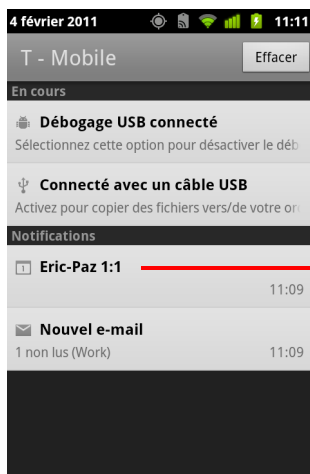 4 février 2011 11:11
T - Mobile Effacer
En cours
Débogage USB connecté
Sélectionnez cette option pour désactiver le déb
Connecté avec un câble USB
Activez pour copier des fichiers vers/de votre or
Notifications
1 Eric-Paz 1:1
11:09
Nouvel e-mail
1 non lus (Work) 11:09